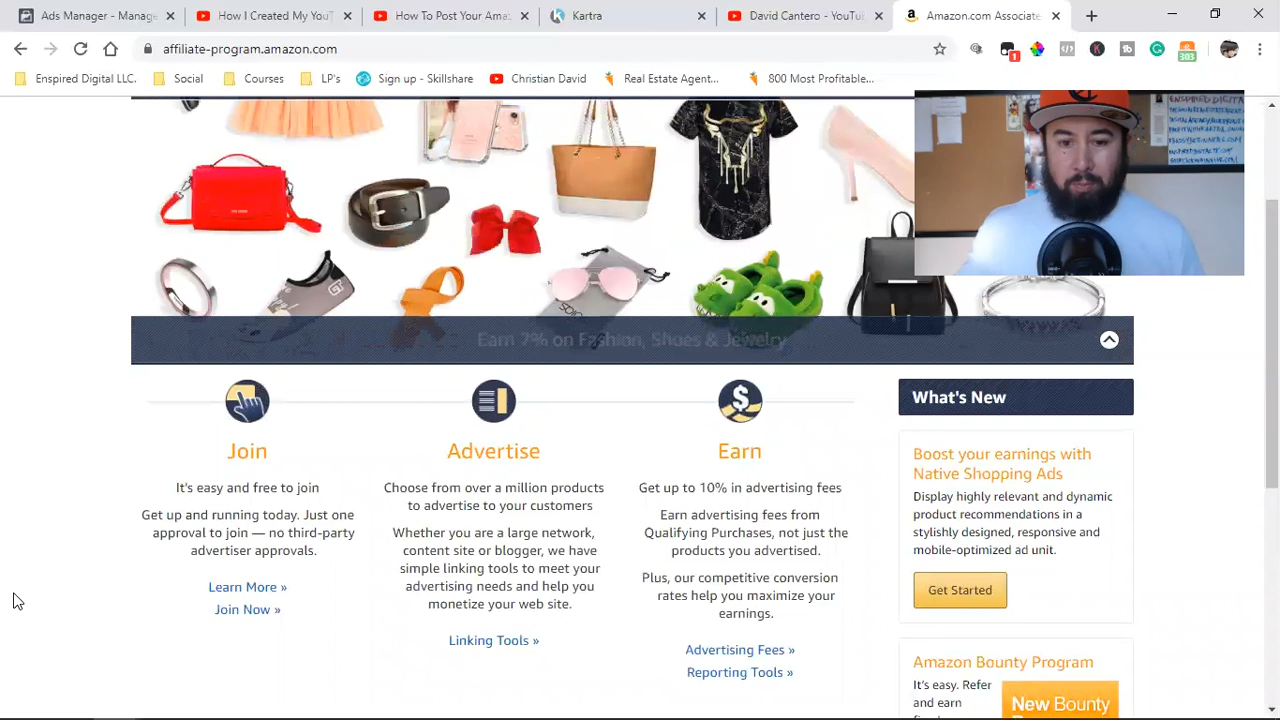 Ads Manager - Manage
How I Created My YouT
How To Post Your Amaz
Kartra
David Cantero - YouTu
Amazon.com Associate
affiliate-program.amazon.com
1
303
Enspired Digital LLC.
Social
Courses
LP's
Sign up - Skillshare
Christian David
Real Estate Agent...
800 Most Profitable...
ENSPIRED DIGITAL
Earn 7% on Fashion, Shoes & Jewelry
Join
It's easy and free to join
Get up and running today. Just one
approval to join — no third-party
advertiser approvals.
Learn More »
Join Now »
Advertise
Choose from over a million products
to advertise to your customers
Whether you are a large network,
content site or blogger, we have
simple linking tools to meet your
advertising needs and help you
monetize your web site.
Linking Tools »
Earn
Get up to 10% in advertising fees
Earn advertising fees from
Qualifying Purchases, not just the
products you advertised.
Plus, our competitive conversion
rates help you maximize your
earnings.
Advertising Fees »
Reporting Tools »
What's New
Boost your earnings with
Native Shopping Ads
Display highly relevant and dynamic
product recommendations in a
stylishly designed, responsive and
mobile-optimized ad unit.
Get Started
Amazon Bounty Program
It's easy. Refer
and earn
New Bounty